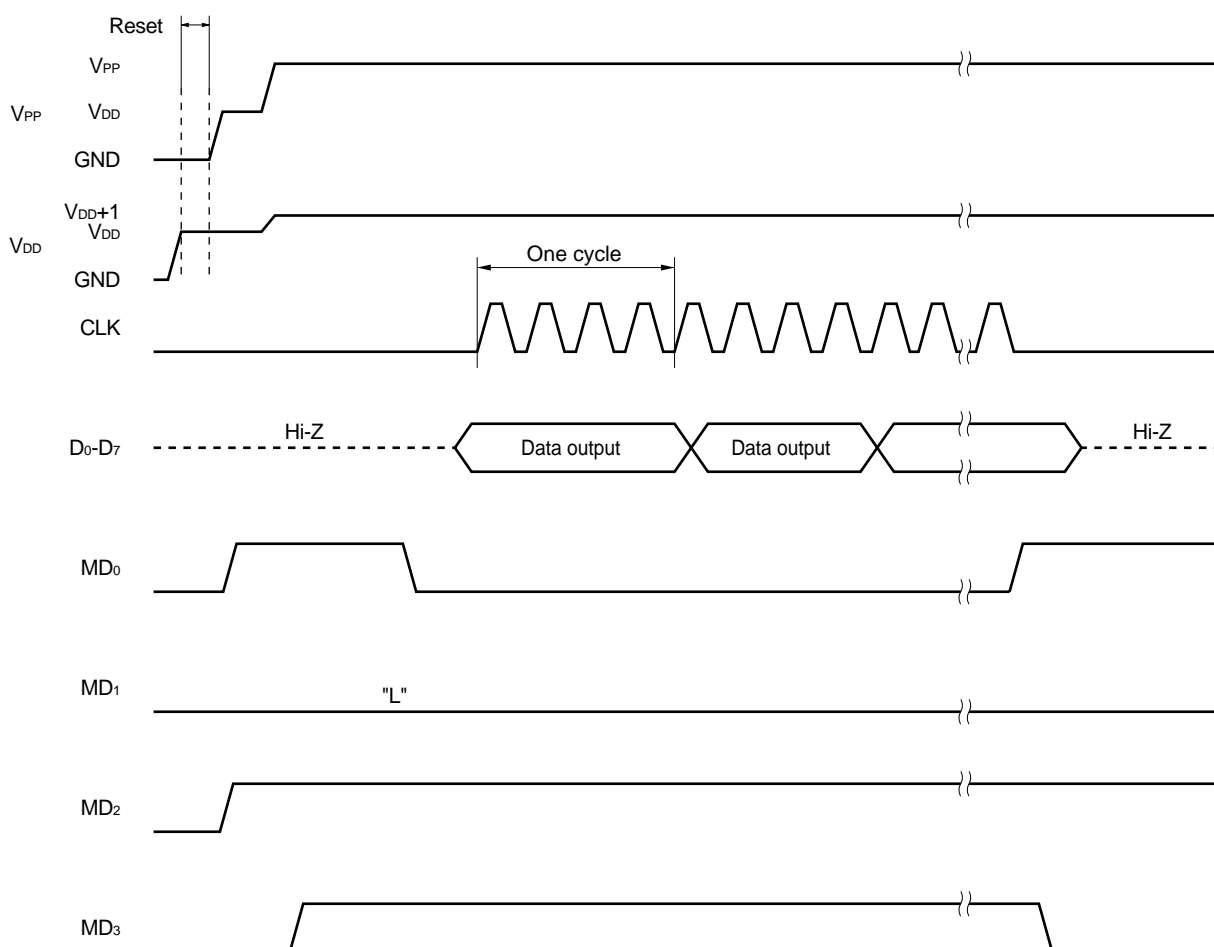 Reset
VPP
VPP VDD
GND
VDD+1
VDD VDD
GND
One cycle
CLK
D0-D7 Hi-Z Data output Data output Hi-Z
MD0
MD1 "L"
MD2
MD3